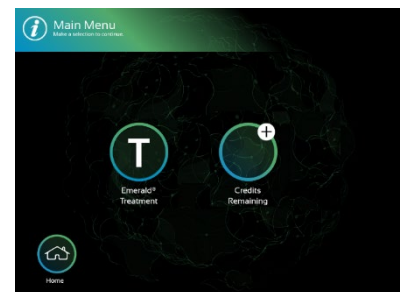 i
Main Menu
Make a selection to continue.
T
+
Emerald®
Treatment
Credits
Remaining
Home